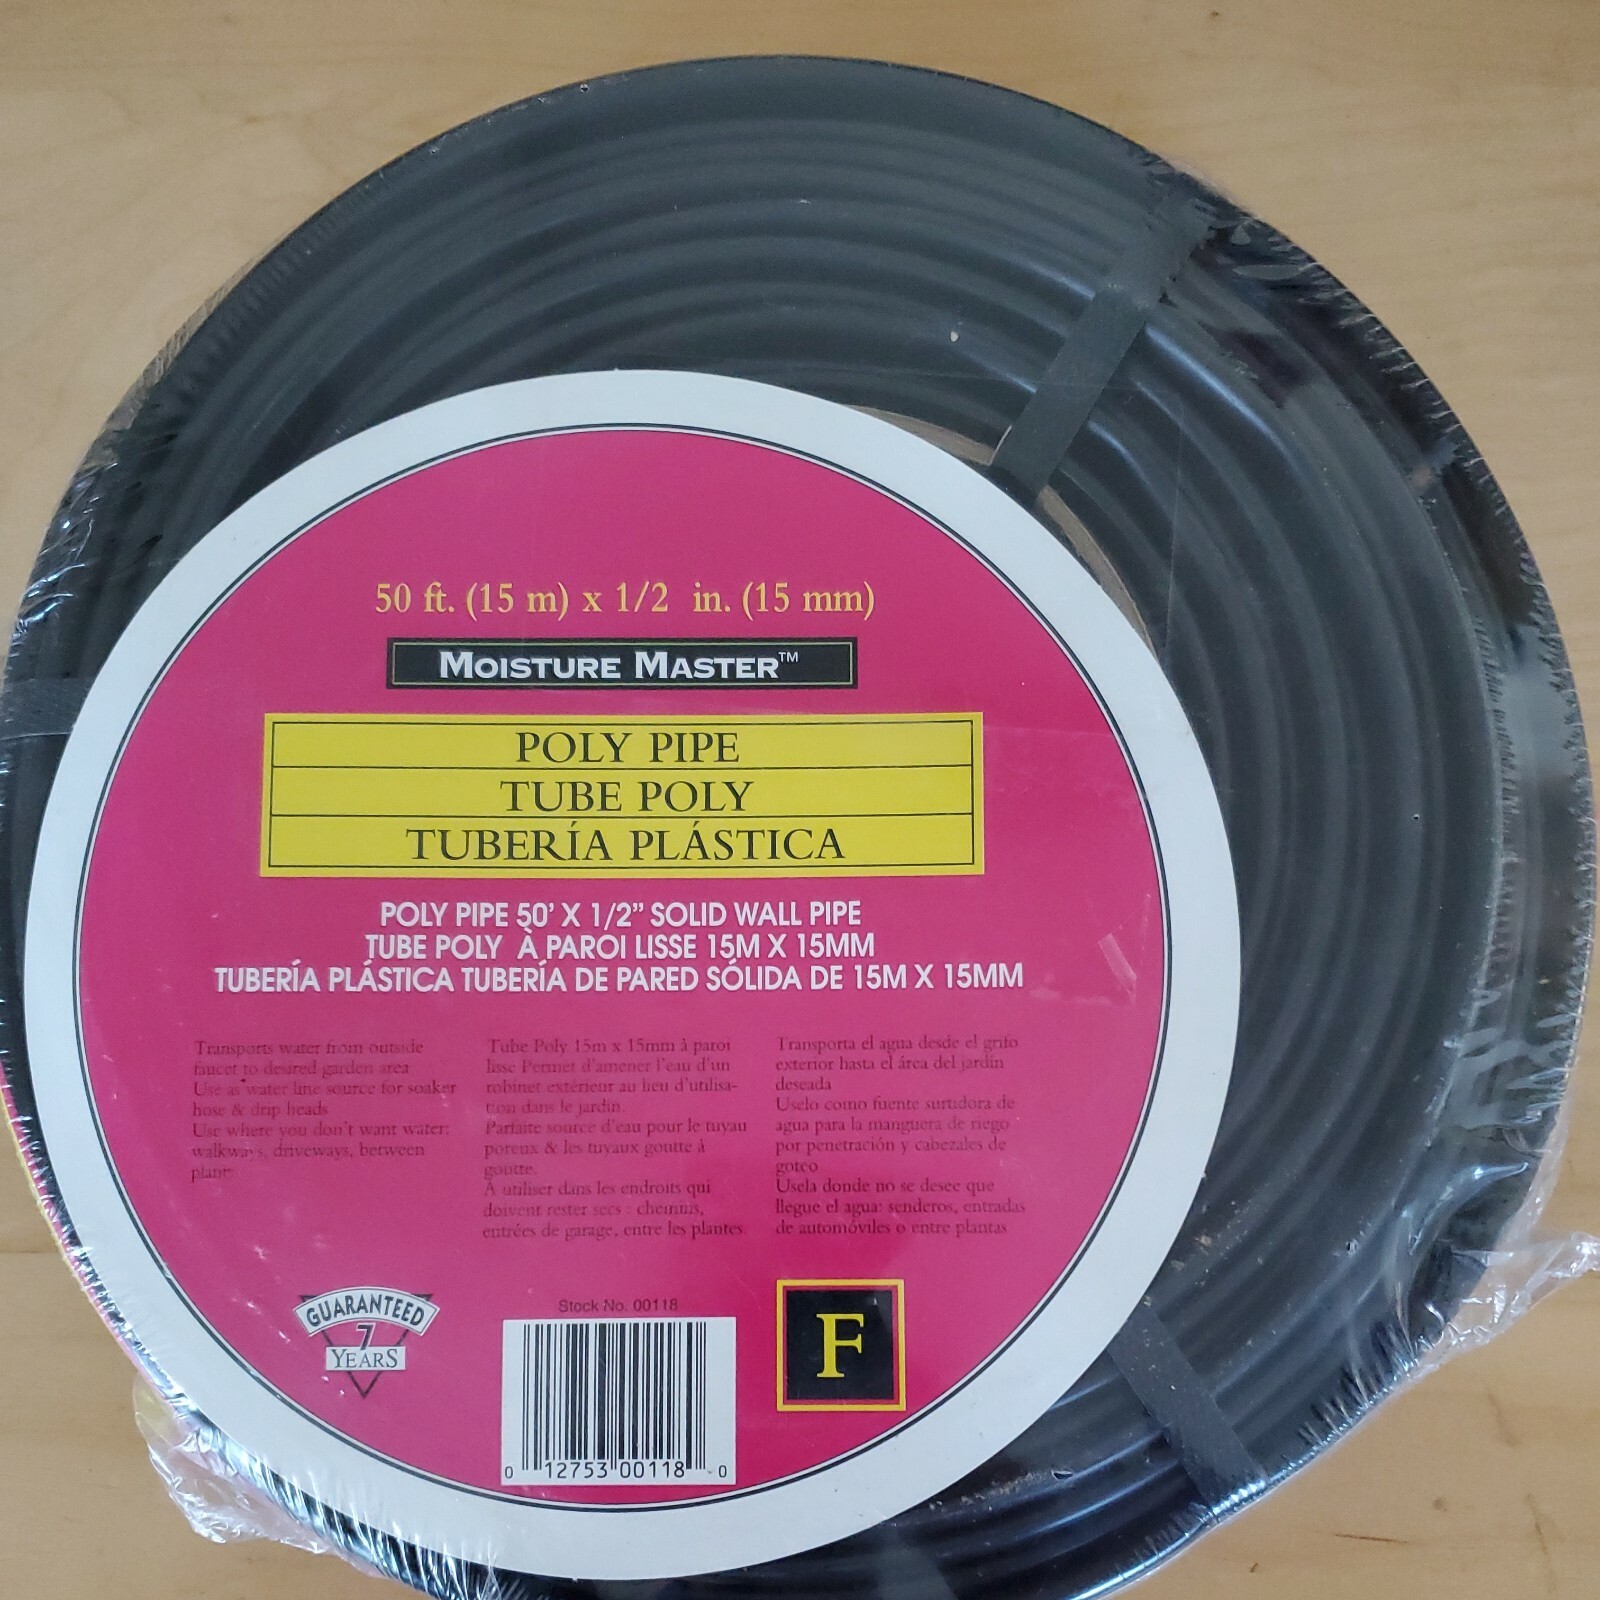 50 ft. (15 m) x 1/2 in. (15 mm)
MOISTURE MASTER™
POLY PIPE
TUBE POLY
TUBERÍA PLÁSTICA
POLY PIPE 50' X 1/2" SOLID WALL PIPE
TUBE POLY À PAROI LISSE 15M X 15MM
TUBERÍA PLÁSTICA TUBERÍA DE PARED SÓLIDA DE 15M X 15MM
Transports water from outside
faucet to desired garden area
Use as water line source for soaker
hose & drip heads
Use where you don't want water:
walkways, driveways, between
plants
Tube Poly 15m x 15mm à paroi
lisse Permet d'amener l'eau d'un
robinet extérieur au lieu d'utilisa-
tion dans le jardin.
Parfaite source d'eau pour le tuyau
poreux & les tuyaux goutte à
goutte.
À utiliser dans les endroits qui
doivent rester secs : chemins,
entrées de garage, entre les plantes.
Transporta el agua desde el grifo
exterior hasta el área del jardín
deseada
Uselo como fuente surtidora de
agua para la manguera de riego
por penetración y cabezales de
goteo
Usela donde no se desee que
llegue el agua: senderos, entradas
de automóviles o entre plantas
GUARANTEED
7
YEARS
Stock No. 00118
0 12753 00118 0
F